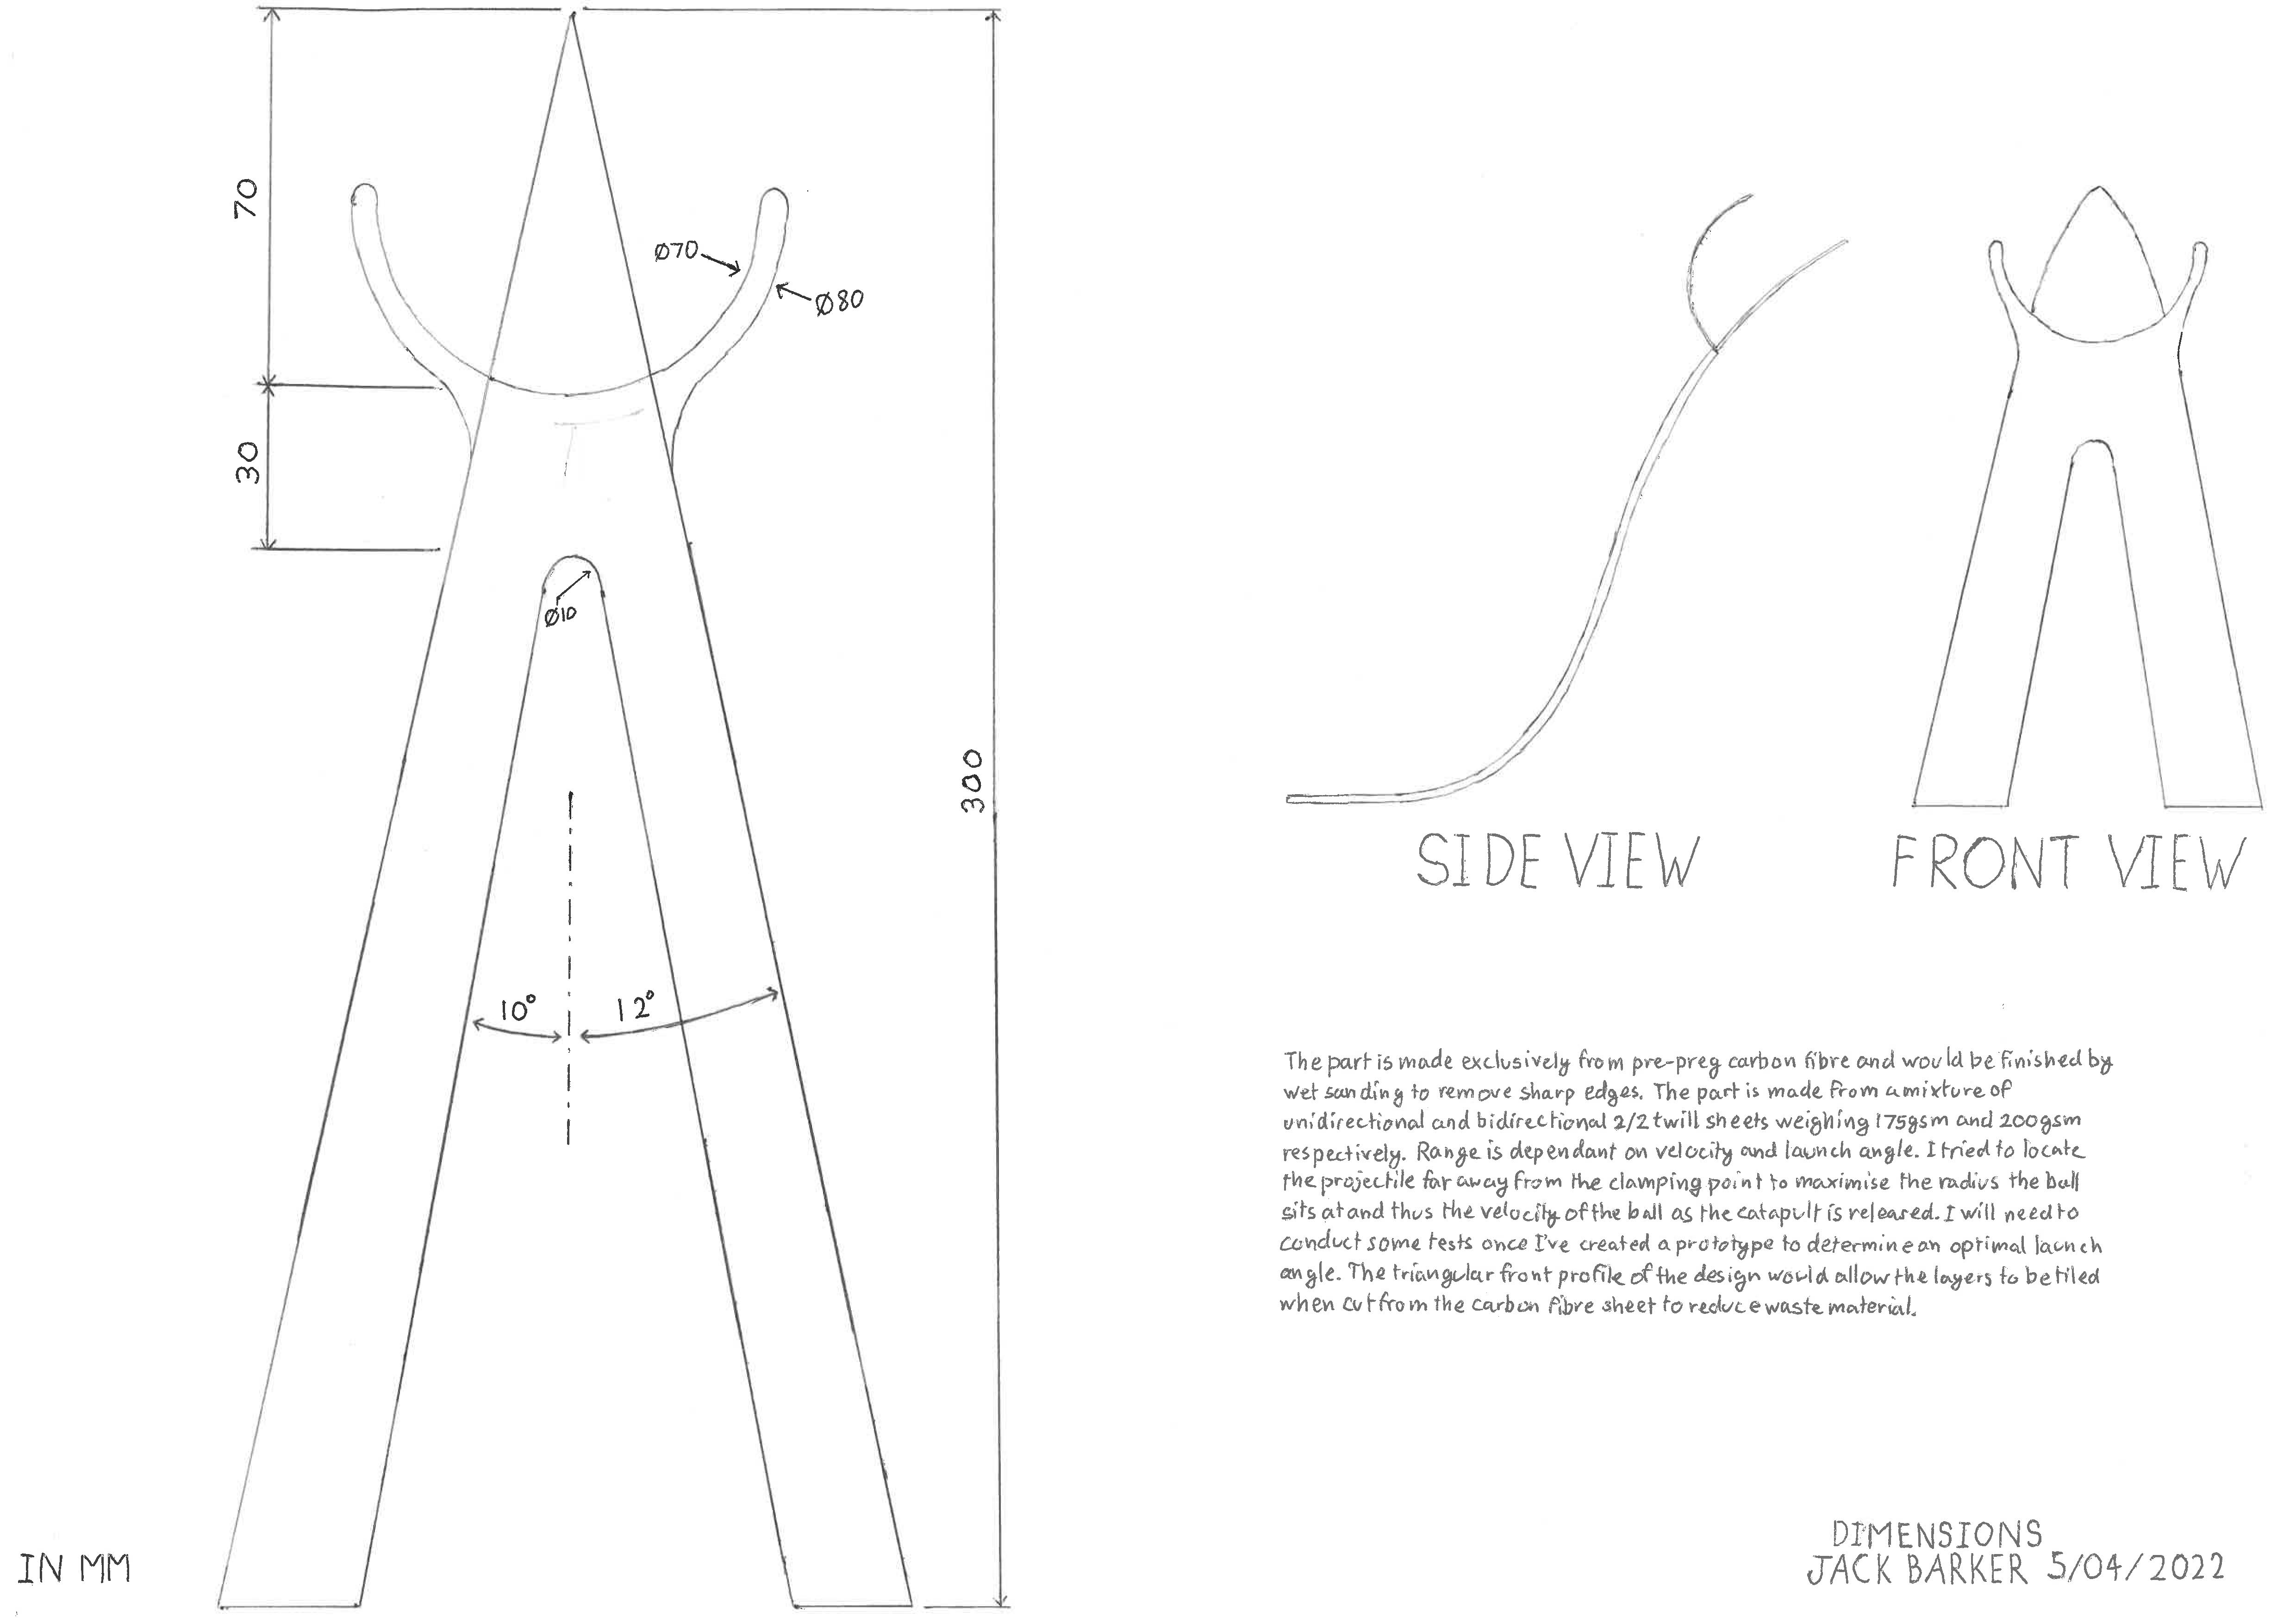 70
Ø70
Ø80
30
Ø10
300
10°
12°
IN MM
SIDE VIEW
FRONT VIEW
The part is made exclusively from pre-preg carbon fibre and would be finished by
wet sanding to remove sharp edges. The part is made from a mixture of
unidirectional and bidirectional 2/2 twill sheets weighing 175gsm and 200gsm
respectively. Range is dependant on velocity and launch angle. I tried to locate
the projectile far away from the clamping point to maximise the radius the ball
sits at and thus the velocity of the ball as the catapult is released. I will need to
conduct some tests once I've created a prototype to determine an optimal launch
angle. The triangular front profile of the design would allow the layers to be tiled
when cut from the carbon fibre sheet to reduce waste material.
DIMENSIONS
JACK BARKER 5/04/2022